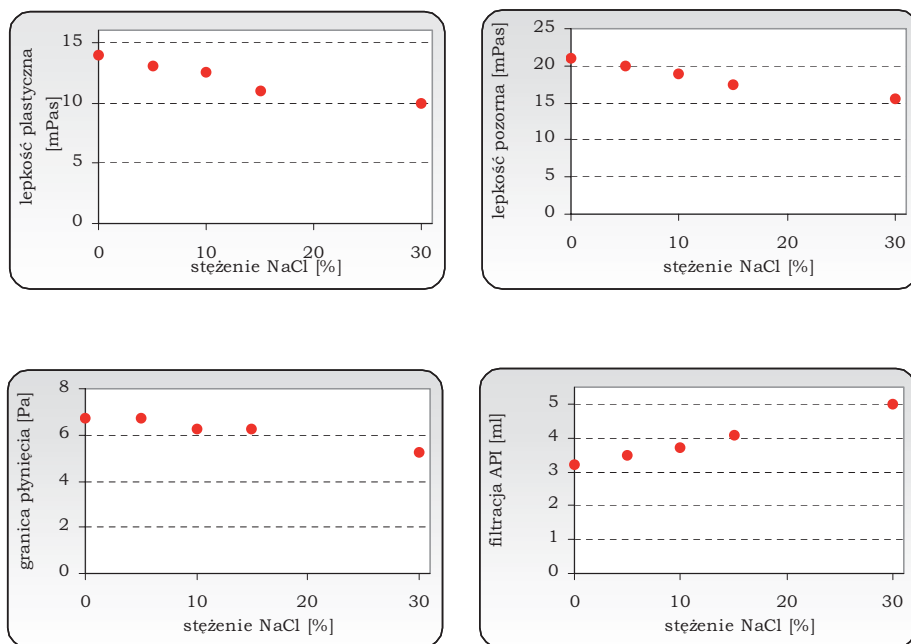 lepkość plastyczna
[mPas]
15
10
5
0
0 10 20 30
stężenie NaCl [%]
lepkość pozorna [mPas]
25
20
15
10
5
0
0 10 20 30
stężenie NaCl [%]
granica płynięcia [Pa]
8
6
4
2
0
0 10 20 30
stężenie NaCl [%]
filtracja API [ml]
5
4
3
2
1
0
0 10 20 30
stężenie NaCl [%]